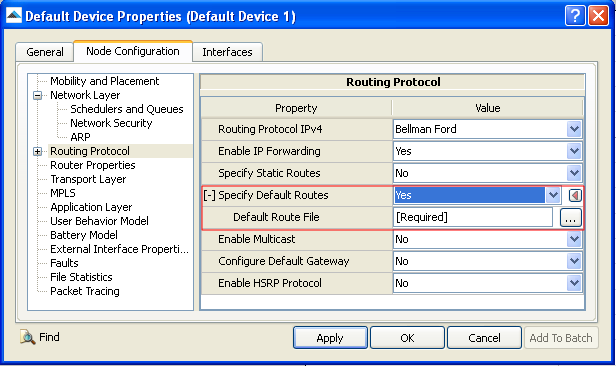 Default Device Properties (Default Device 1)
General Node Configuration Interfaces
Mobility and Placement
Network Layer
Schedulers and Queues
Network Security
ARP
Routing Protocol
Router Properties
Transport Layer
MPLS
Application Layer
User Behavior Model
Battery Model
External Interface Properti...
Faults
File Statistics
Packet Tracing
Routing Protocol
Property Value
Routing Protocol IPv4 Bellman Ford
Enable IP Forwarding Yes
Specify Static Routes No
[-] Specify Default Routes Yes
Default Route File [Required] ...
Enable Multicast No
Configure Default Gateway No
Enable HSRP Protocol No
Find Apply OK Cancel Add To Batch